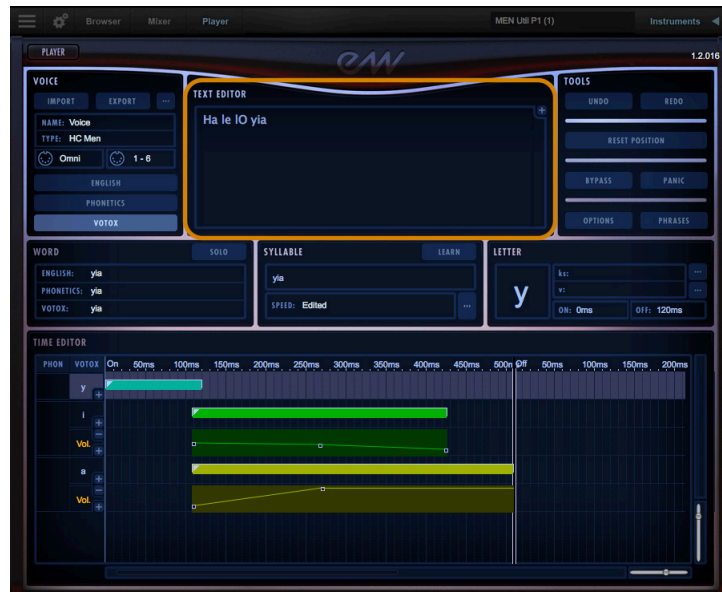 Browser Mixer Player MEN Util P1 (1) Instruments
PLAYER
1.2.016
VOICE
IMPORT EXPORT ...
NAME: Voice
TYPE: HC Men
Omni 1 - 6
ENGLISH
PHONETICS
VOTOX
TEXT EDITOR
+
Ha le lO yia
TOOLS
UNDO REDO
RESET POSITION
BYPASS PANIC
OPTIONS PHRASES
WORD SOLO
ENGLISH: yia
PHONETICS: yia
VOTOX: yia
SYLLABLE LEARN
yia
SPEED: Edited ...
LETTER
y
ks: ...
v: ...
ON: 0ms OFF: 120ms
TIME EDITOR
PHON VOTOX On 50ms 100ms 150ms 200ms 250ms 300ms 350ms 400ms 450ms 500m Off 50ms 100ms 150ms 200ms
y +
i +
Vol. - +
a +
Vol. - +